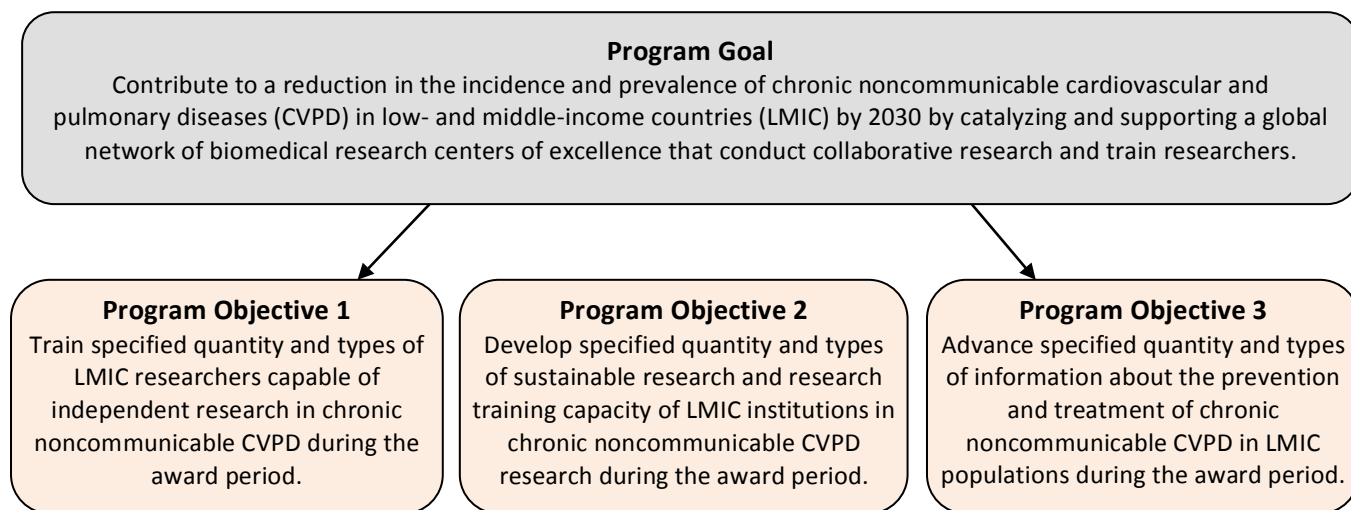 Program Goal
Contribute to a reduction in the incidence and prevalence of chronic noncommunicable cardiovascular and
pulmonary diseases (CVPD) in low- and middle-income countries (LMIC) by 2030 by catalyzing and supporting a global
network of biomedical research centers of excellence that conduct collaborative research and train researchers.
Program Objective 1
Train specified quantity and types of
LMIC researchers capable of
independent research in chronic
noncommunicable CVPD during the
award period.
Program Objective 2
Develop specified quantity and types
of sustainable research and research
training capacity of LMIC institutions in
chronic noncommunicable CVPD
research during the award period.
Program Objective 3
Advance specified quantity and types
of information about the prevention
and treatment of chronic
noncommunicable CVPD in LMIC
populations during the award period.